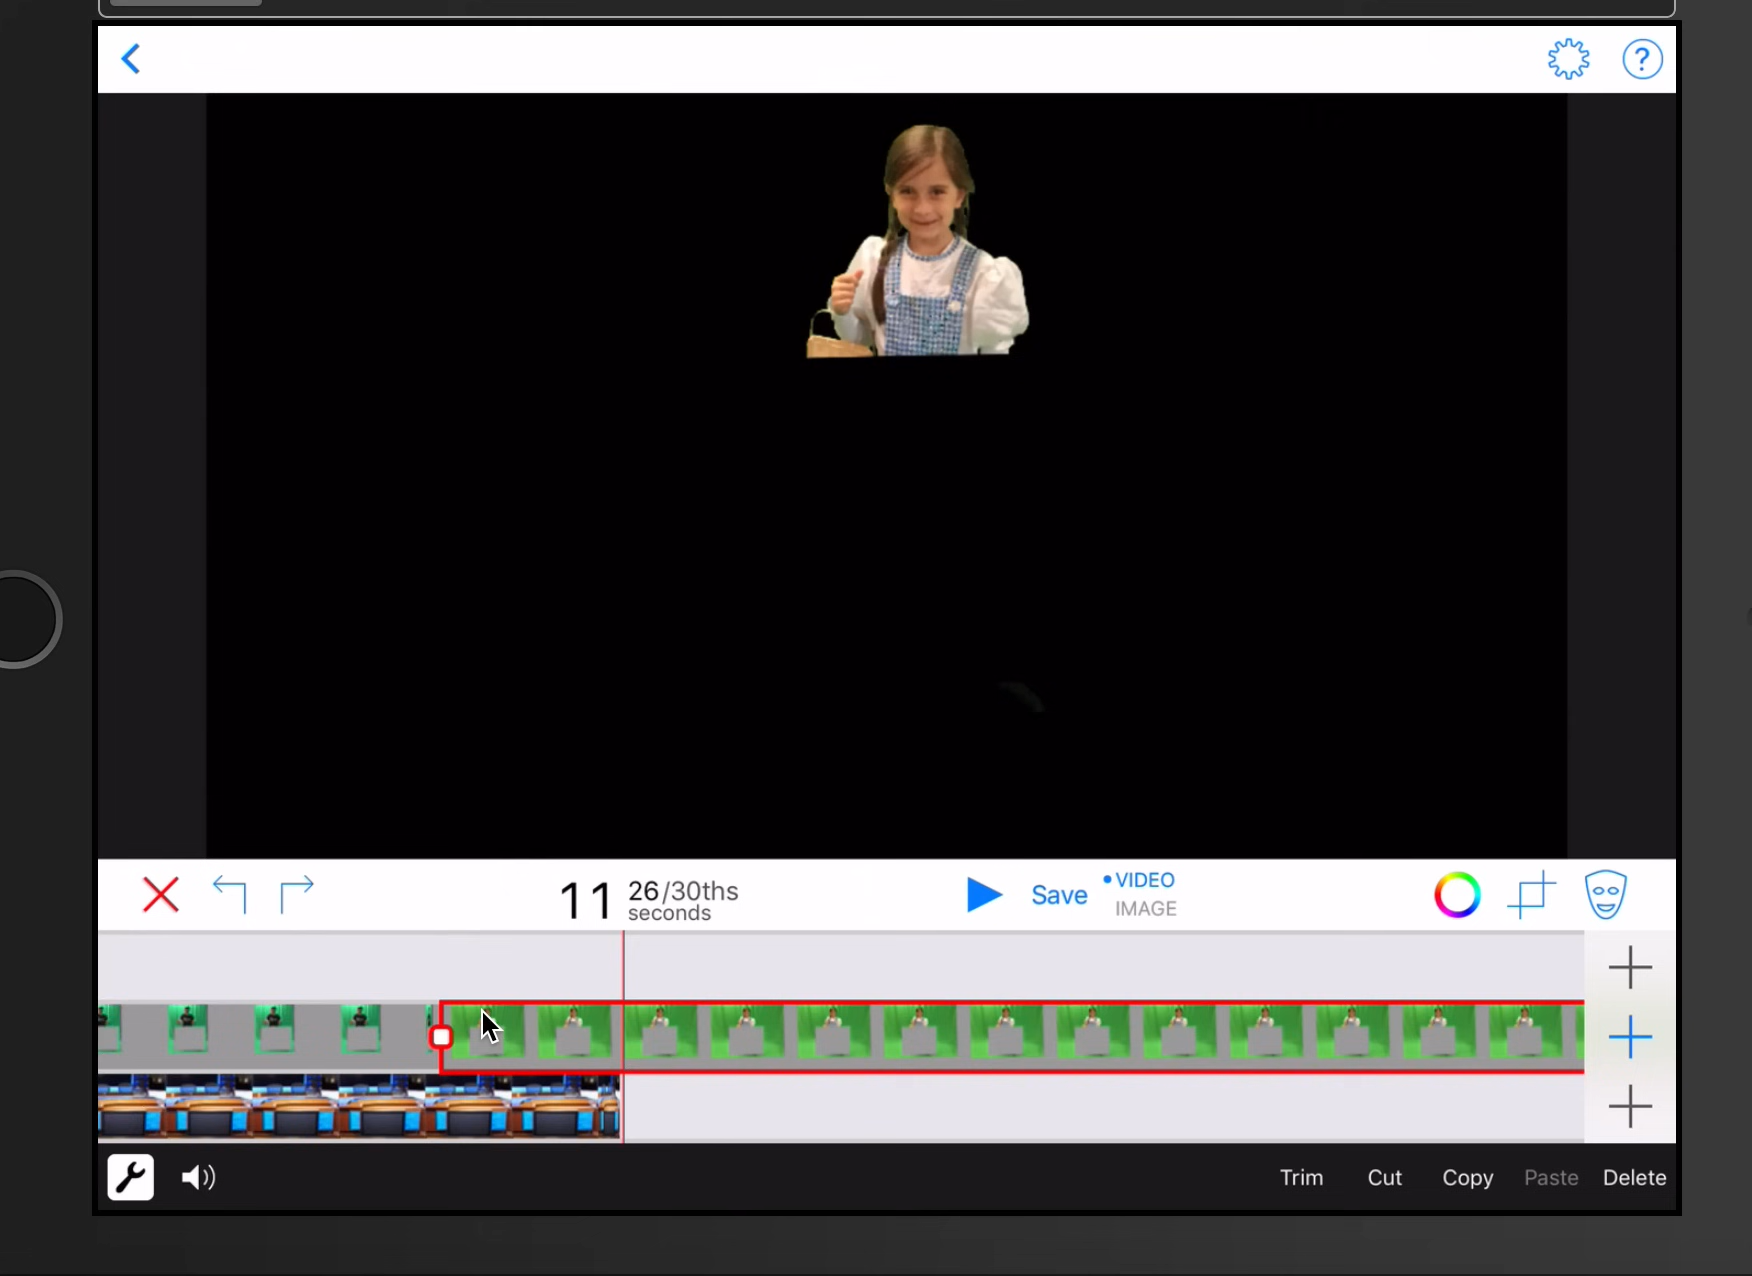 ?
11 26/30ths
seconds
Save
VIDEO
IMAGE
Trim Cut Copy Paste Delete